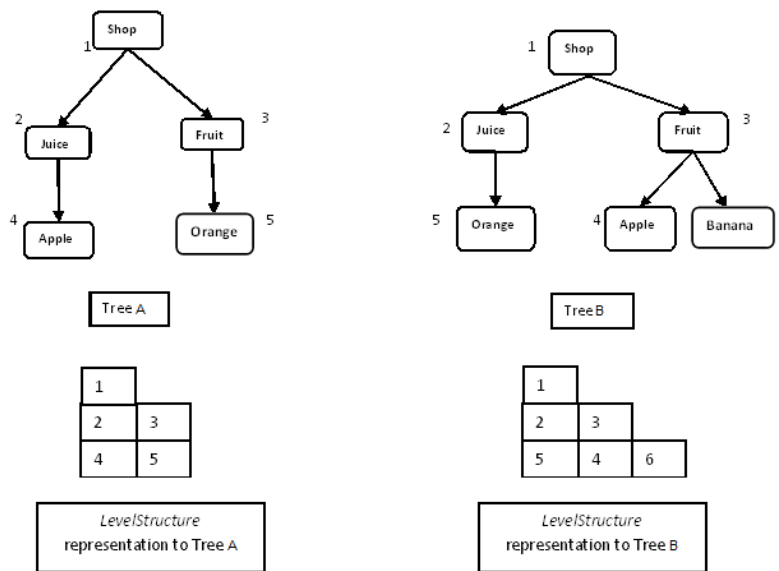 Shop
1
2
Juice
Fruit
3
4
Apple
Orange
5
Tree A
1
2 3
4 5
LevelStructure
representation to Tree A
1
Shop
2
Juice
Fruit
3
5
Orange
4
Apple
Banana
Tree B
1
2 3
5 4 6
LevelStructure
representation to Tree B